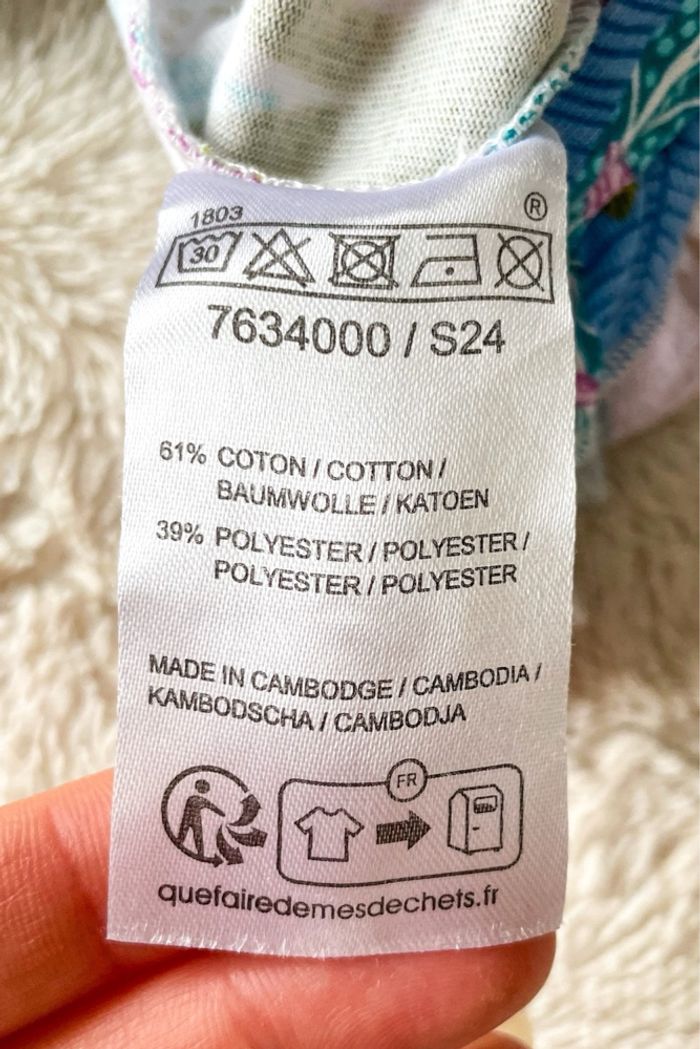 1803
®
30
7634000 / S24
61% COTON / COTTON /
BAUMWOLLE / KATOEN
39% POLYESTER / POLYESTER /
POLYESTER / POLYESTER
MADE IN CAMBODGE / CAMBODIA /
KAMBODSCHA / CAMBODJA
FR
quefairedemesdechets.fr